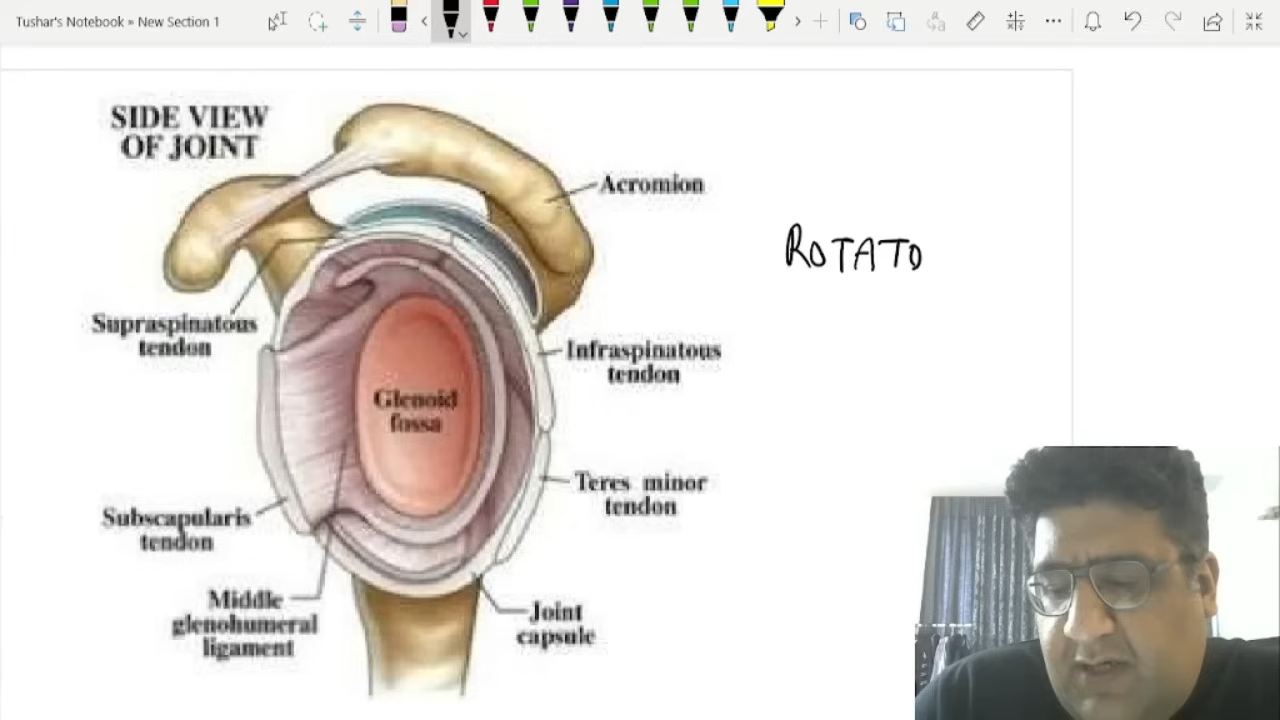 Tushar's Notebook » New Section 1
SIDE VIEW
OF JOINT
Acromion
ROTATO
Supraspinatous
tendon
Infraspinatous
tendon
Glenoid
fossa
Teres minor
tendon
Subscapularis
tendon
Middle
glenohumeral
ligament
Joint
capsule